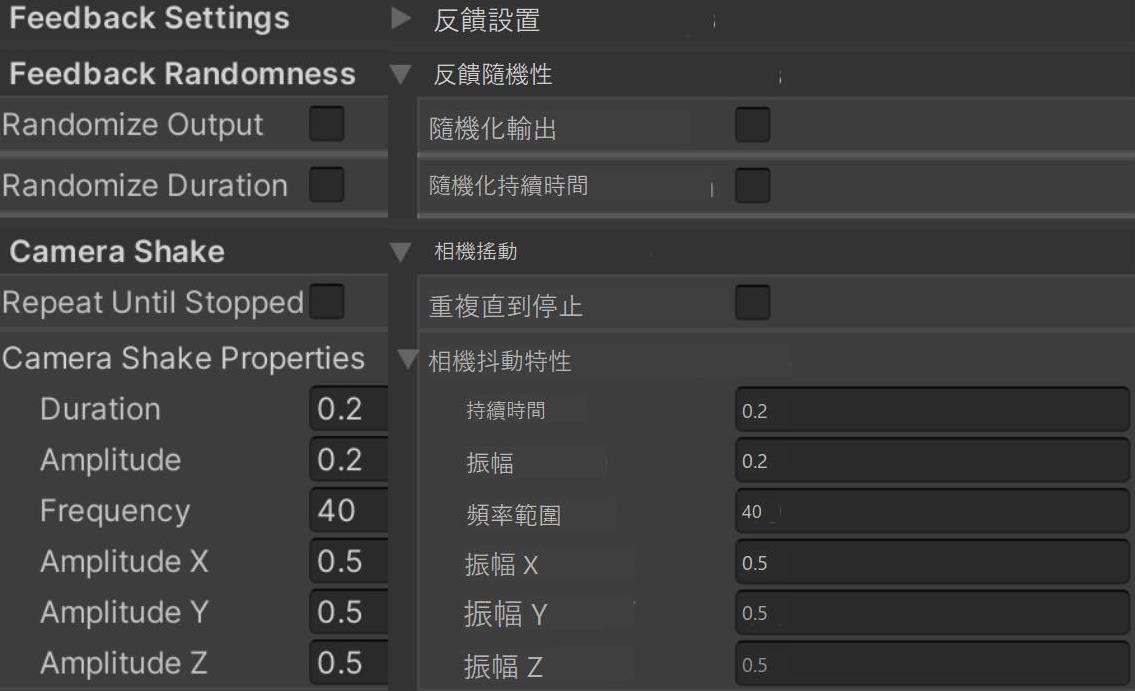 Feedback Settings 反饋設置
Feedback Randomness 反饋隨機性
Randomize Output 隨機化輸出
Randomize Duration 隨機化持續時間
Camera Shake 相機搖動
Repeat Until Stopped 重複直到停止
Camera Shake Properties 相機抖動特性
Duration 0.2 持續時間 0.2
Amplitude 0.2 振幅 0.2
Frequency 40 頻率範圍 40
Amplitude X 0.5 振幅 X 0.5
Amplitude Y 0.5 振幅 Y 0.5
Amplitude Z 0.5 振幅 Z 0.5